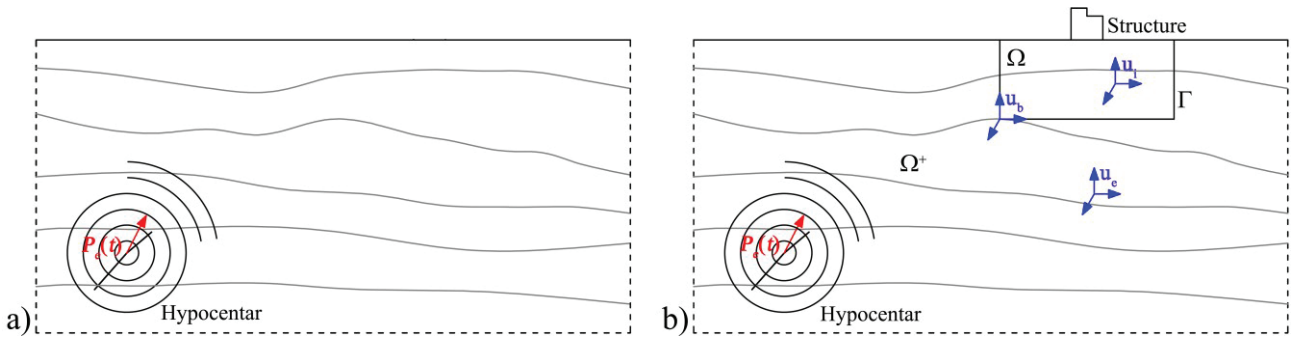 a)
P_e(t)
Hypocentar
b)
Structure
Ω
u_i
Γ
u_b
Ω⁺
u_e
P_e(t)
Hypocentar